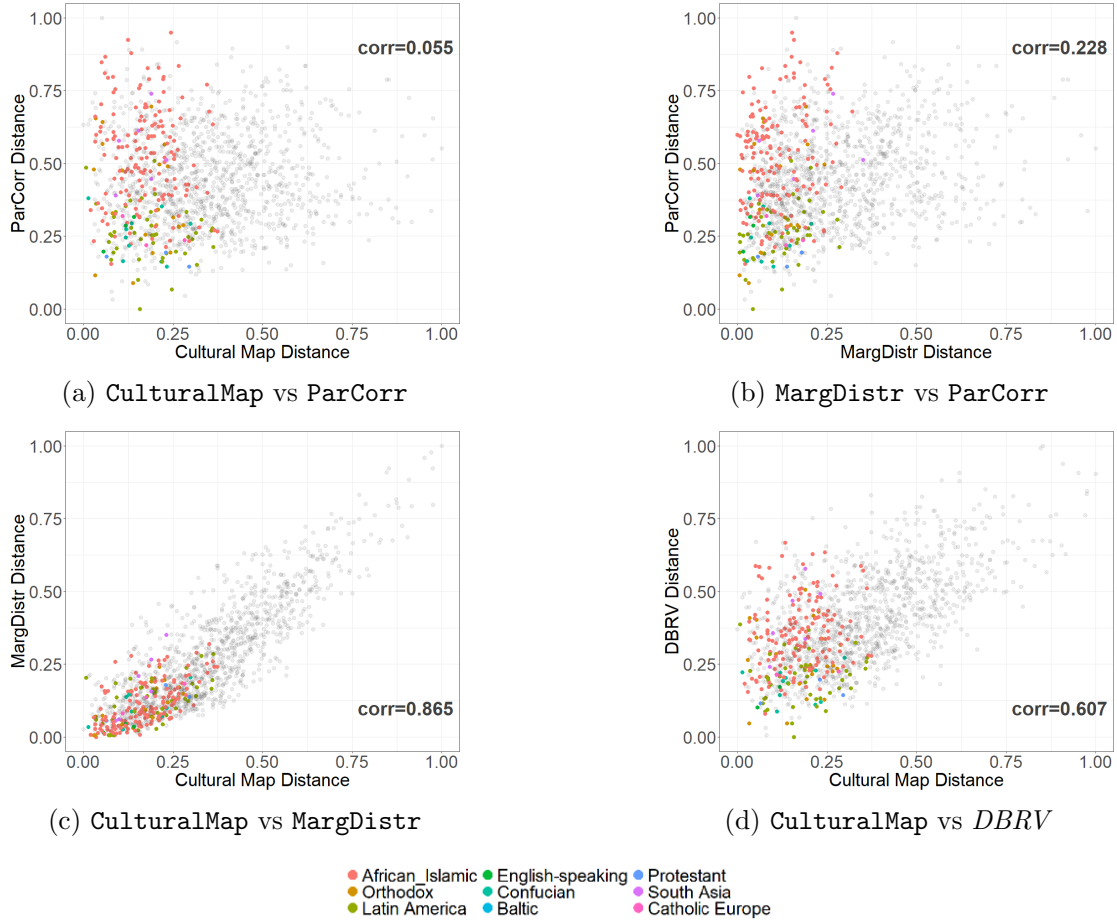 1.00
0.75
0.50
0.25
0.00
ParCorr Distance
corr=0.055
0.00 0.25 0.50 0.75 1.00
Cultural Map Distance
(a) CulturalMap vs ParCorr
1.00
0.75
0.50
0.25
0.00
ParCorr Distance
corr=0.228
0.00 0.25 0.50 0.75 1.00
MargDistr Distance
(b) MargDistr vs ParCorr
1.00
0.75
0.50
0.25
0.00
MargDistr Distance
corr=0.865
0.00 0.25 0.50 0.75 1.00
Cultural Map Distance
(c) CulturalMap vs MargDistr
1.00
0.75
0.50
0.25
0.00
DBRV Distance
corr=0.607
0.00 0.25 0.50 0.75 1.00
Cultural Map Distance
(d) CulturalMap vs DBRV
African_Islamic English-speaking Protestant
Orthodox Confucian South Asia
Latin America Baltic Catholic Europe